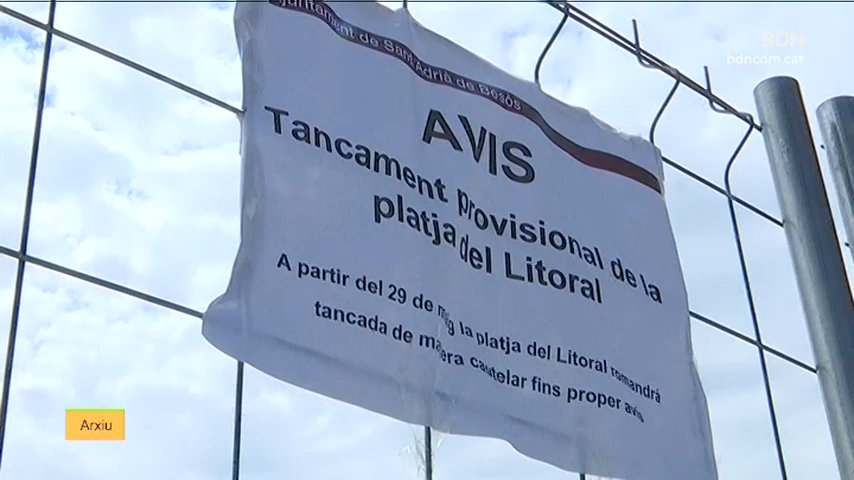 Ajuntament de Sant Adrià de Besòs
AVIS
Tancament provisional de la
platja del Litoral
A partir del 29 de maig la platja del Litoral romandrà
tancada de manera cautelar fins proper avis
BDN
bdncom.cat
Arxiu